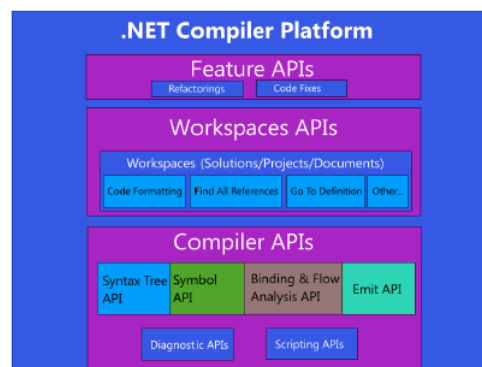 .NET Compiler Platform
Feature APIs
Refactorings
Code Fixes
Workspaces APIs
Workspaces (Solutions/Projects/Documents)
Code Formatting
Find All References
Go To Definition
Other...
Compiler APIs
Syntax Tree
API
Symbol
API
Binding & Flow
Analysis API
Emit API
Diagnostic APIs
Scripting APIs